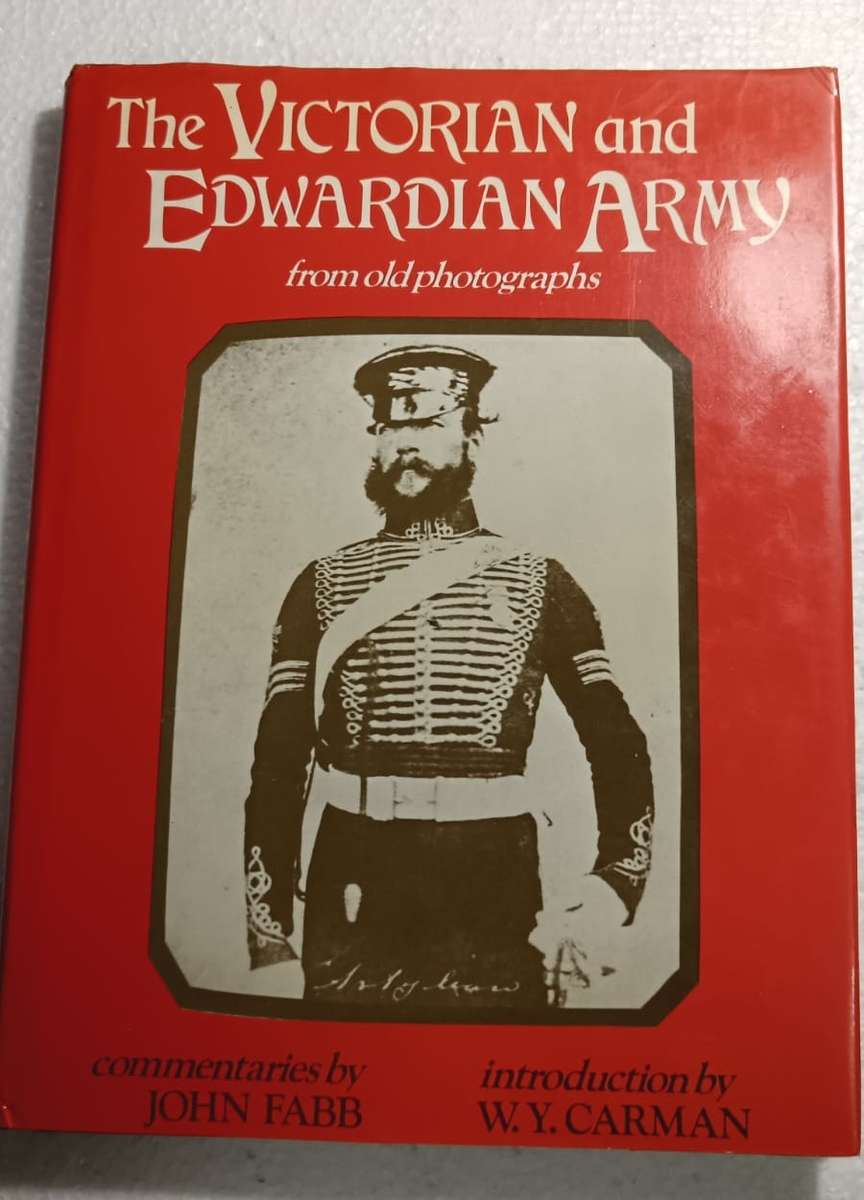 The VICTORIAN and
EDWARDIAN ARMY
from old photographs
commentaries by
JOHN FABB
introduction by
W. Y. CARMAN